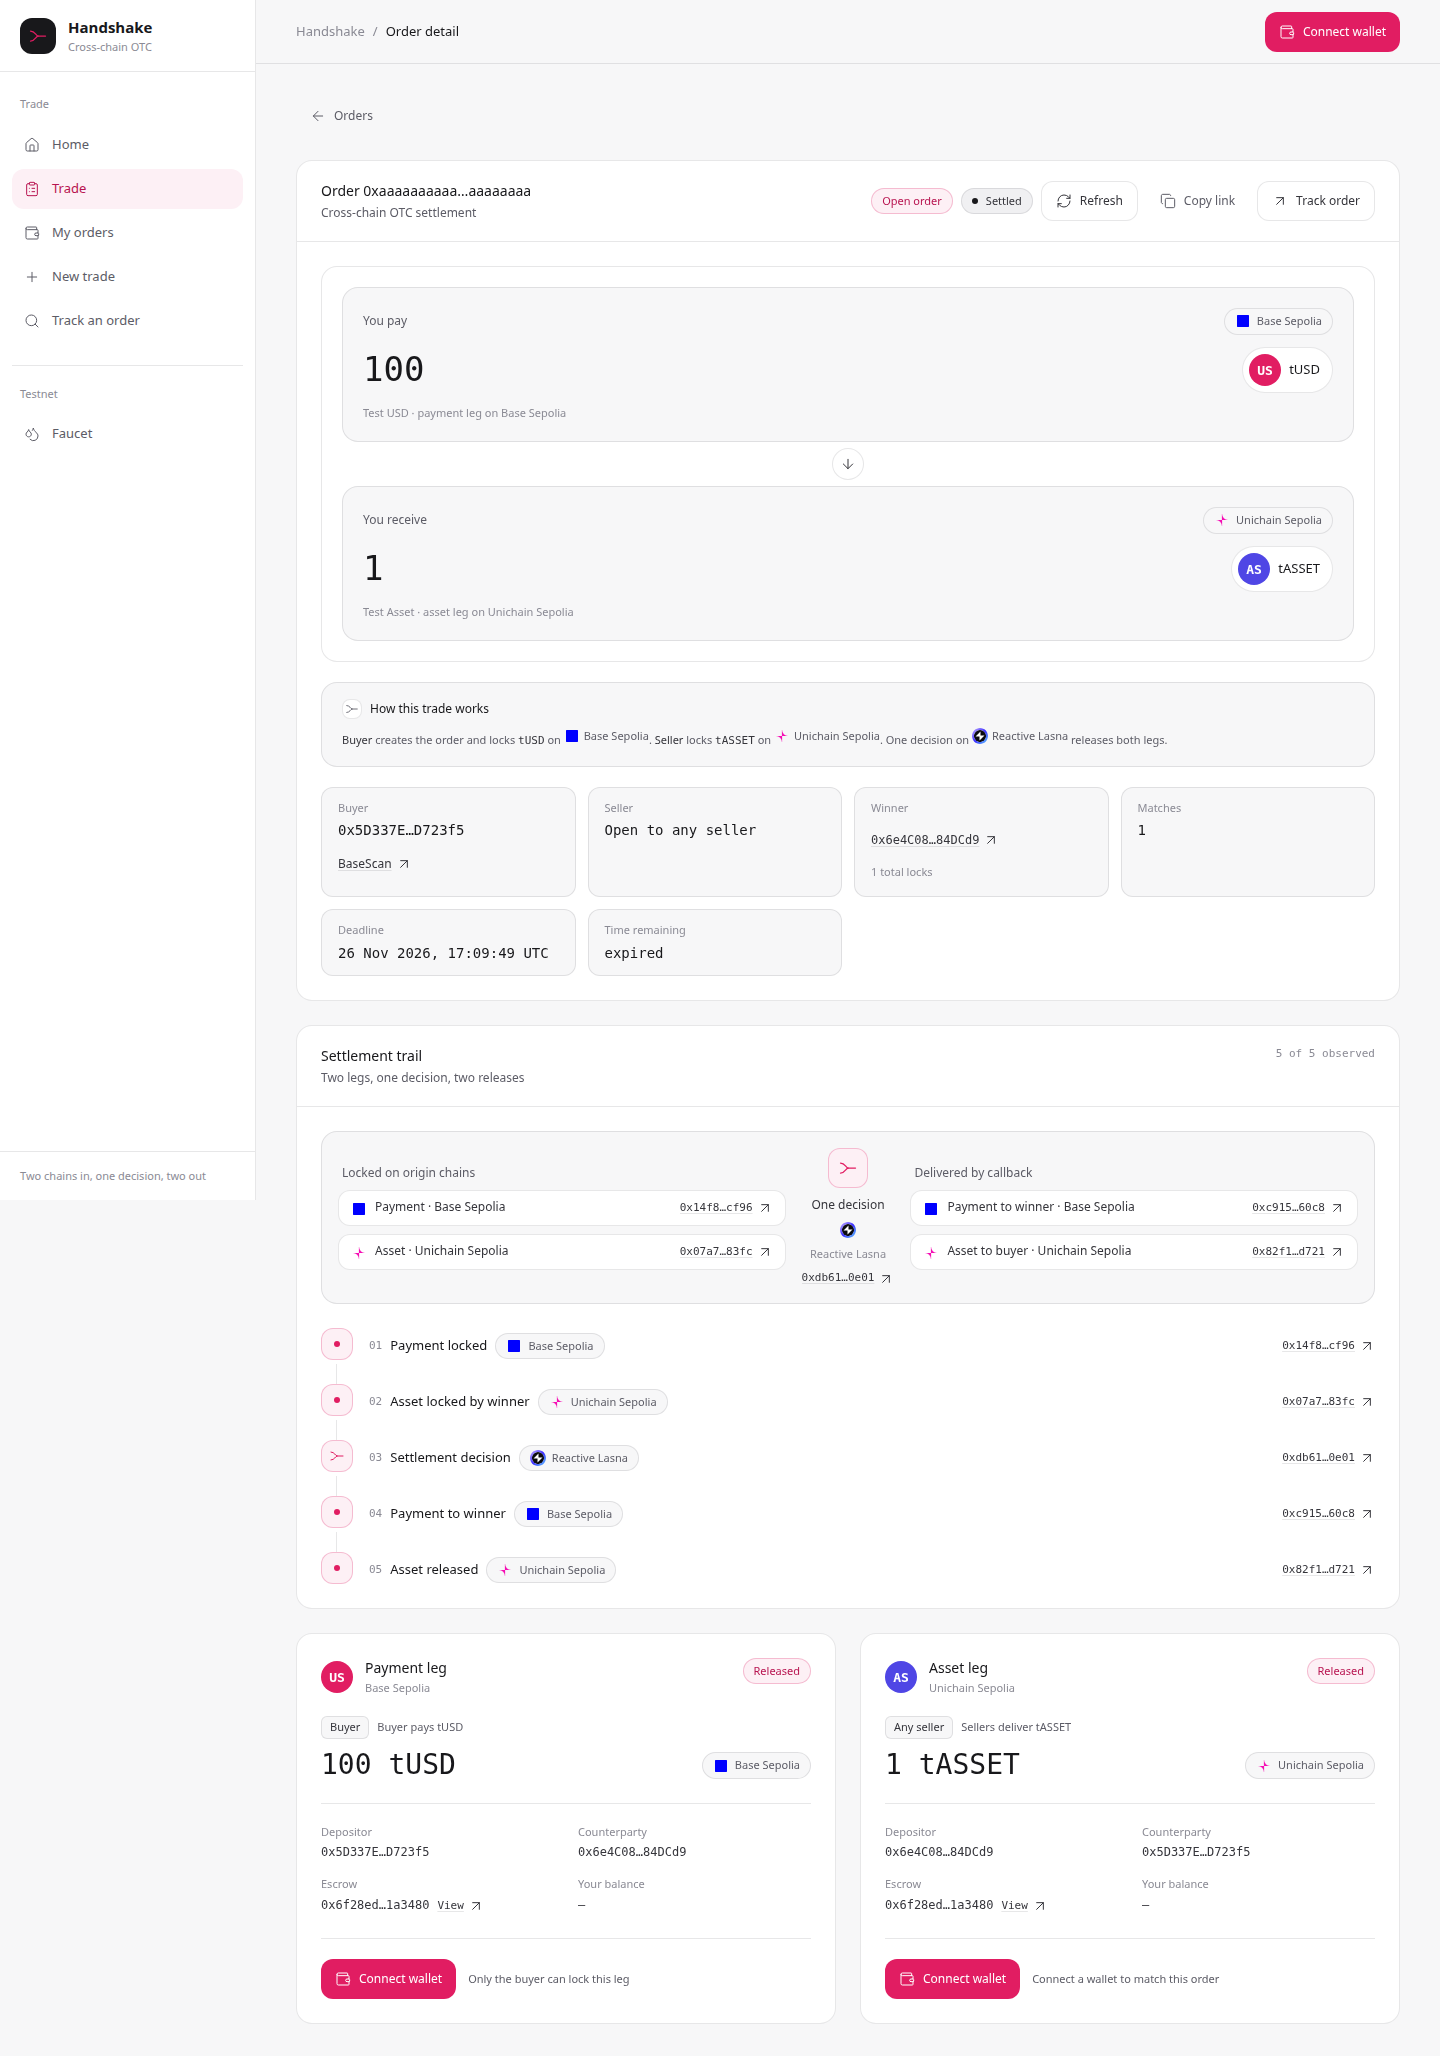 Handshake
Cross-chain OTC
Trade
Home
Trade
My orders
New trade
Track an order
Testnet
Faucet
Two chains in, one decision, two out
Handshake / Order detail
Connect wallet
Orders
Order 0xaaaaaaaaaa…aaaaaaaa
Cross-chain OTC settlement
Open order
Settled
Refresh
Copy link
Track order
You pay
Base Sepolia
100
US tUSD
Test USD · payment leg on Base Sepolia
You receive
Unichain Sepolia
1
AS tASSET
Test Asset · asset leg on Unichain Sepolia
How this trade works
Buyer creates the order and locks tUSD on Base Sepolia. Seller locks tASSET on Unichain Sepolia. One decision on Reactive Lasna releases both legs.
Buyer
0x5D337E…D723f5
BaseScan
Seller
Open to any seller
Winner
0x6e4C08…84DCd9
1 total locks
Matches
1
Deadline
26 Nov 2026, 17:09:49 UTC
Time remaining
expired
Settlement trail
Two legs, one decision, two releases
5 of 5 observed
Locked on origin chains
Payment · Base Sepolia 0x14f8…cf96
Asset · Unichain Sepolia 0x07a7…83fc
One decision
Reactive Lasna
0xdb61…0e01
Delivered by callback
Payment to winner · Base Sepolia 0xc915…60c8
Asset to buyer · Unichain Sepolia 0x82f1…d721
01 Payment locked Base Sepolia 0x14f8…cf96
02 Asset locked by winner Unichain Sepolia 0x07a7…83fc
03 Settlement decision Reactive Lasna 0xdb61…0e01
04 Payment to winner Base Sepolia 0xc915…60c8
05 Asset released Unichain Sepolia 0x82f1…d721
US Payment leg
Base Sepolia
Released
Buyer Buyer pays tUSD
100 tUSD
Base Sepolia
Depositor
0x5D337E…D723f5
Counterparty
0x6e4C08…84DCd9
Escrow
0x6f28ed…1a3480 View
Your balance
—
Connect wallet
Only the buyer can lock this leg
AS Asset leg
Unichain Sepolia
Released
Any seller Sellers deliver tASSET
1 tASSET
Unichain Sepolia
Depositor
0x6e4C08…84DCd9
Counterparty
0x5D337E…D723f5
Escrow
0x6f28ed…1a3480 View
Your balance
—
Connect wallet
Connect a wallet to match this order